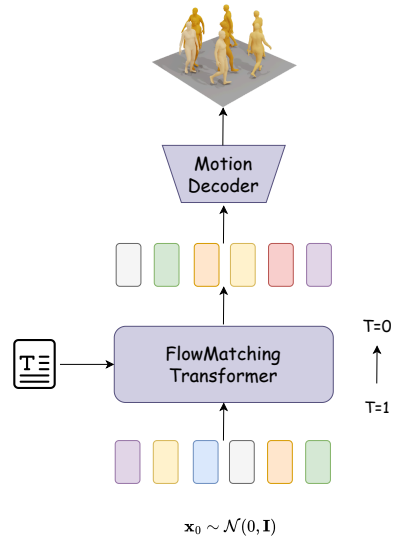 Motion
Decoder
T
FlowMatching
Transformer
T=0
T=1
x₀ ∼ 𝒩(0, I)